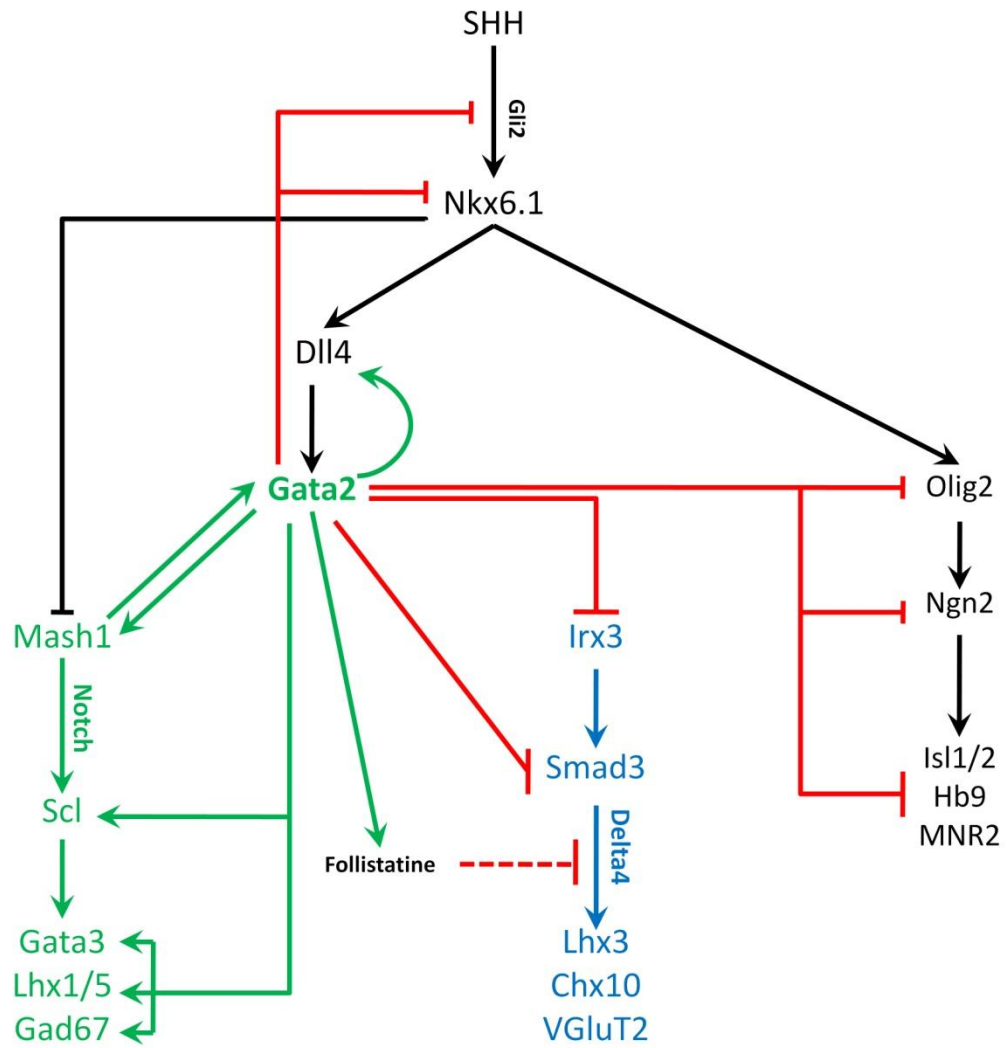 SHH
Gli2
Nkx6.1
Dll4
Gata2
Olig2
Ngn2
Mash1
Irx3
Notch
Isl1/2
Smad3
Hb9
Scl
MNR2
Delta4
Follistatine
Gata3
Lhx3
Lhx1/5
Chx10
Gad67
VGluT2